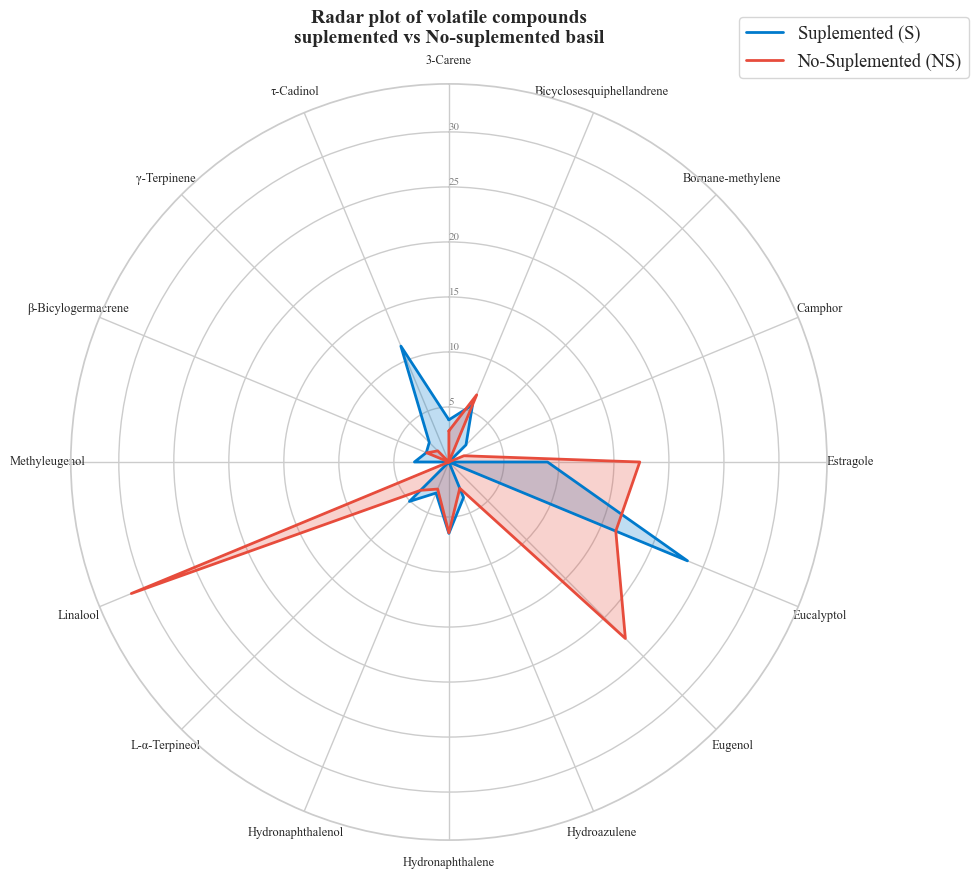 Radar plot of volatile compounds
suplemented vs No-suplemented basil
Suplemented (S)
No-Suplemented (NS)
3-Carene
τ-Cadinol
Bicyclosesquiphellandrene
30
γ-Terpinene
Bornane-methylene
25
20
β-Bicylogermacrene
Camphor
15
10
5
Methyleugenol
Estragole
Linalool
Eucalyptol
L-α-Terpineol
Eugenol
Hydronaphthalenol
Hydroazulene
Hydronaphthalene